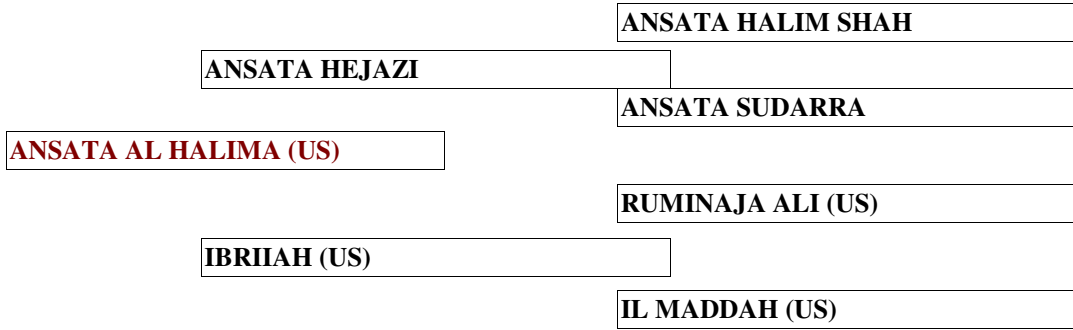 ANSATA HALIM SHAH
ANSATA HEJAZI
ANSATA SUDARRA
ANSATA AL HALIMA (US)
RUMINAJA ALI (US)
IBRIIAH (US)
IL MADDAH (US)